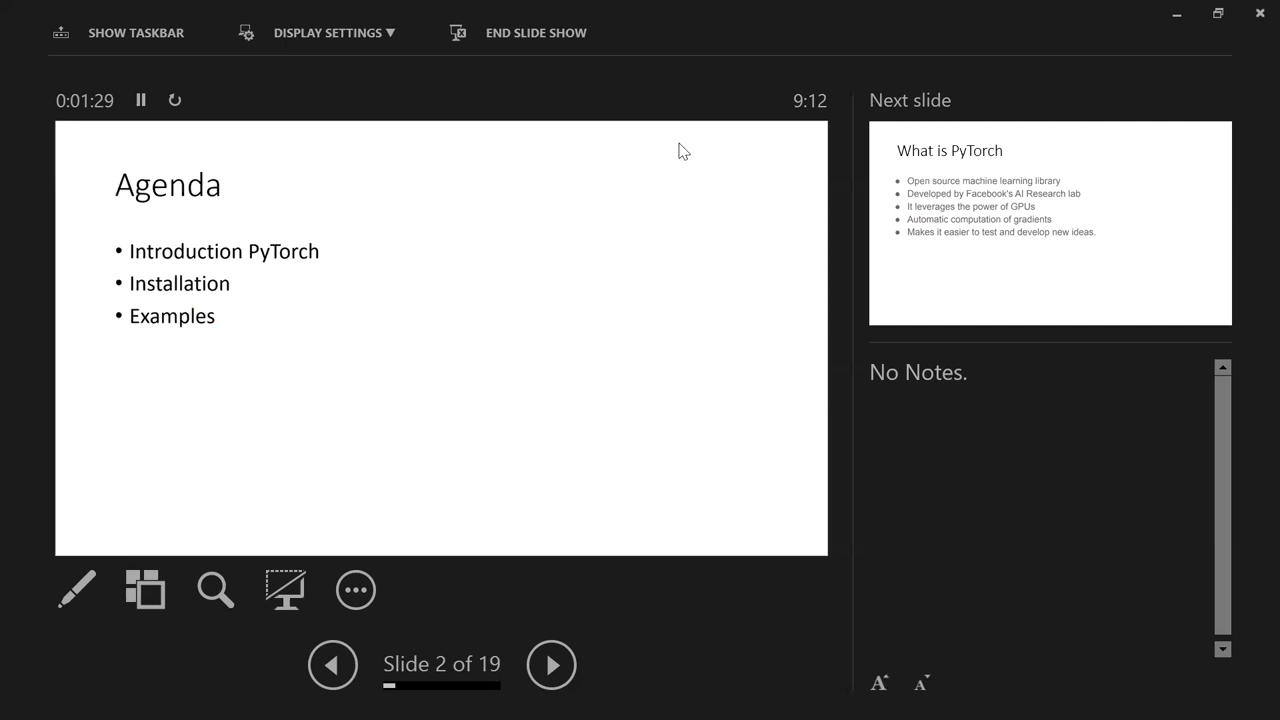 SHOW TASKBAR
DISPLAY SETTINGS ▼
END SLIDE SHOW
0:01:29
9:12
Agenda
• Introduction PyTorch
• Installation
• Examples
Next slide
What is PyTorch
● Open source machine learning library
● Developed by Facebook's AI Research lab
● It leverages the power of GPUs
● Automatic computation of gradients
● Makes it easier to test and develop new ideas.
No Notes.
Slide 2 of 19
A A